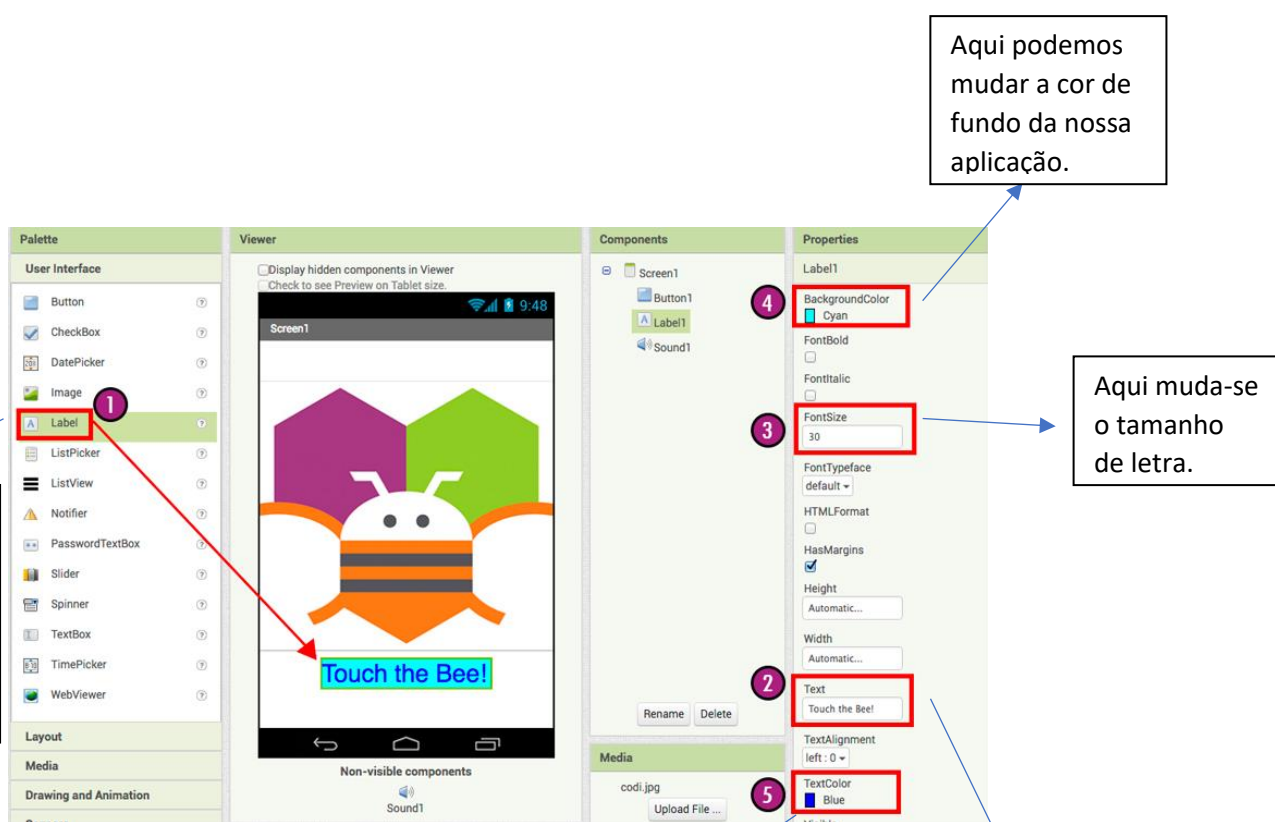 Aqui podemos
mudar a cor de
fundo da nossa
aplicação.
Palette
User Interface
Button
CheckBox
DatePicker
Image
Label
ListPicker
ListView
Notifier
PasswordTextBox
Slider
Spinner
TextBox
TimePicker
WebViewer
Layout
Media
Drawing and Animation
1
Viewer
Display hidden components in Viewer
Check to see Preview on Tablet size.
9:48
Screen1
Touch the Bee!
Non-visible components
Sound1
Components
Screen1
Button1
A Label1
Sound1
Rename Delete
Media
codi.jpg
Upload File ...
Properties
Label1
4
BackgroundColor
Cyan
FontBold
FontItalic
3
FontSize
30
FontTypeface
default
HTMLFormat
HasMargins
Height
Automatic...
Width
Automatic...
2
Text
Touch the Bee!
TextAlignment
left : 0
5
TextColor
Blue
Aqui muda-se
o tamanho
de letra.